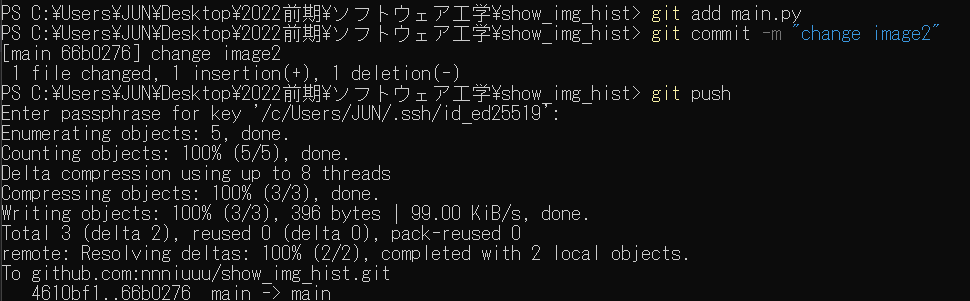 PS C:¥Users¥JUN¥Desktop¥2022前期¥ソフトウェア工学¥show_img_hist> git add main.py
PS C:¥Users¥JUN¥Desktop¥2022前期¥ソフトウェア工学¥show_img_hist> git commit -m "change image2"
[main 66b0276] change image2
 1 file changed, 1 insertion(+), 1 deletion(-)
PS C:¥Users¥JUN¥Desktop¥2022前期¥ソフトウェア工学¥show_img_hist> git push
Enter passphrase for key '/c/Users/JUN/.ssh/id_ed25519':
Enumerating objects: 5, done.
Counting objects: 100% (5/5), done.
Delta compression using up to 8 threads
Compressing objects: 100% (3/3), done.
Writing objects: 100% (3/3), 396 bytes | 99.00 KiB/s, done.
Total 3 (delta 2), reused 0 (delta 0), pack-reused 0
remote: Resolving deltas: 100% (2/2), completed with 2 local objects.
To github.com:nnniuuu/show_img_hist.git
   4610bf1..66b0276  main -> main